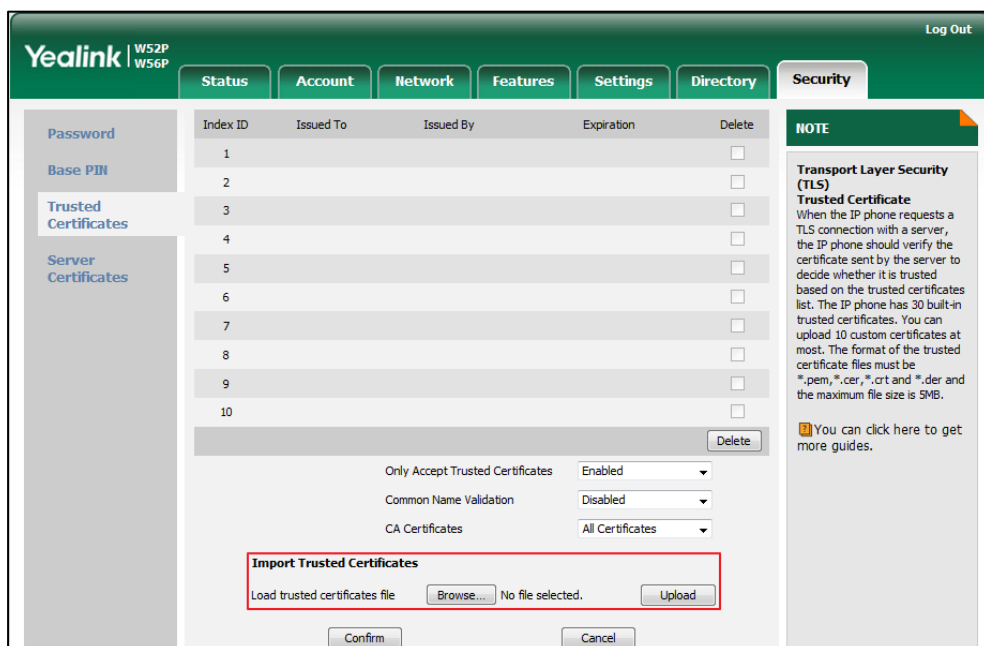 Log Out
Yealink | W52P
W56P
Status Account Network Features Settings Directory Security
Password
Base PIN
Trusted
Certificates
Server
Certificates
Index ID Issued To Issued By Expiration Delete
1
2
3
4
5
6
7
8
9
10
Delete
Only Accept Trusted Certificates Enabled
Common Name Validation Disabled
CA Certificates All Certificates
Import Trusted Certificates
Load trusted certificates file Browse... No file selected. Upload
Confirm Cancel
NOTE
Transport Layer Security
(TLS)
Trusted Certificate
When the IP phone requests a
TLS connection with a server,
the IP phone should verify the
certificate sent by the server to
decide whether it is trusted
based on the trusted certificates
list. The IP phone has 30 built-in
trusted certificates. You can
upload 10 custom certificates at
most. The format of the trusted
certificate files must be
*.pem,*.cer,*.crt and *.der and
the maximum file size is 5MB.
You can click here to get
more guides.